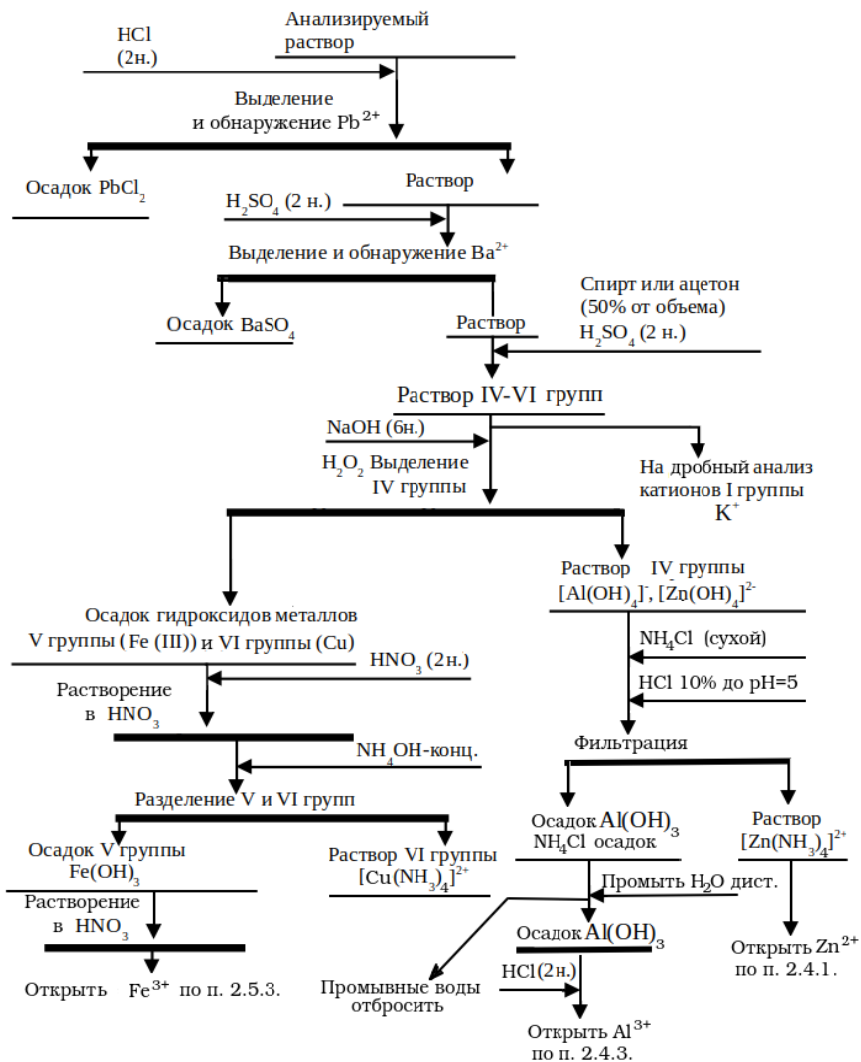 Анализируемый
раствор
HCl
(2н.)
Выделение
и обнаружение Pb²⁺
Осадок PbCl₂
Раствор
H₂SO₄ (2 н.)
Выделение и обнаружение Ba²⁺
Осадок BaSO₄
Раствор
Спирт или ацетон
(50% от объема)
H₂SO₄ (2 н.)
Раствор IV-VI групп
NaOH (6н.)
H₂O₂ Выделение
IV группы
На дробный анализ
катионов I группы
K⁺
Раствор IV группы
[Al(OH)₄]⁻, [Zn(OH)₄]²⁻
Осадок гидроксидов металлов
V группы (Fe (III)) и VI группы (Cu)
HNO₃ (2н.)
Растворение
в HNO₃
NH₄Cl (сухой)
HCl 10% до pH=5
Фильтрация
NH₄OH-конц.
Разделение V и VI групп
Осадок V группы
Fe(OH)₃
Раствор VI группы
[Cu(NH₃)₄]²⁺
Осадок Al(OH)₃
NH₄Cl осадок
Раствор
[Zn(NH₃)₄]²⁺
Растворение
в HNO₃
Промыть H₂O дист.
Осадок Al(OH)₃
Открыть Fe³⁺ по п. 2.5.3.
Промывные воды
отбросить
HCl(2н.)
Открыть Al³⁺
по п. 2.4.3.
Открыть Zn²⁺
по п. 2.4.1.